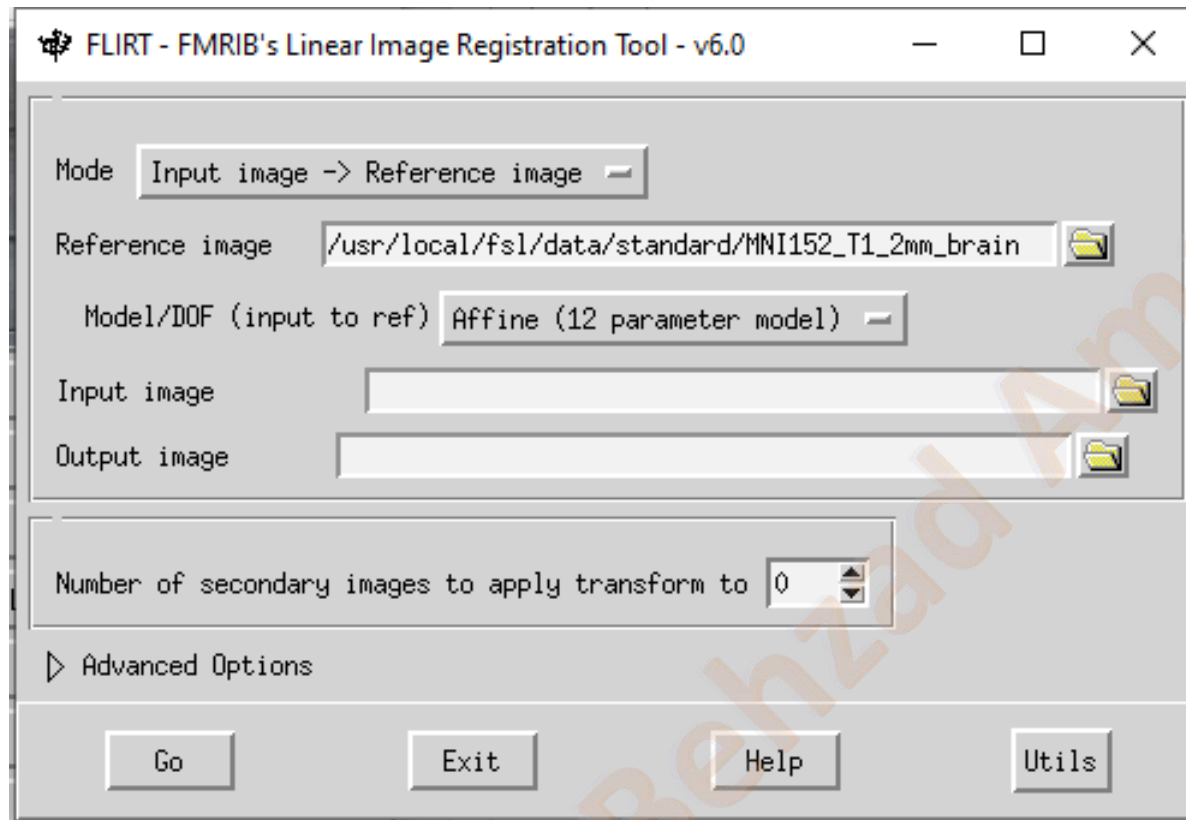 FLIRT - FMRIB's Linear Image Registration Tool - v6.0
Mode Input image -> Reference image
Reference image /usr/local/fsl/data/standard/MNI152_T1_2mm_brain
Model/DOF (input to ref) Affine (12 parameter model)
Input image
Output image
Number of secondary images to apply transform to 0
Advanced Options
Go Exit Help Utils
Behzad Am